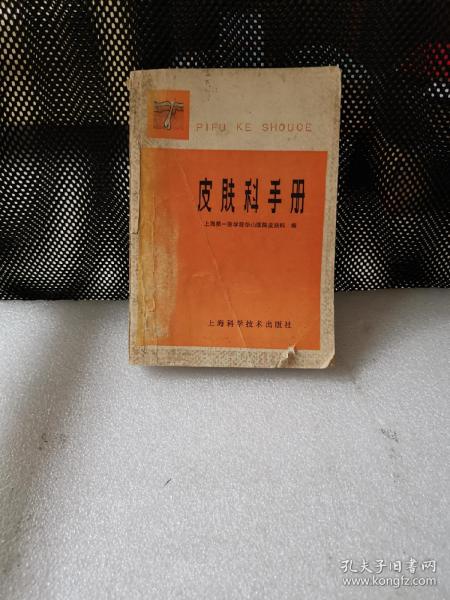 PIFU KE SHOUCE
皮肤科手册
上海第一医学院华山医院皮肤科 编
上海科学技术出版社
孔夫子旧书网
www.kongfz.com